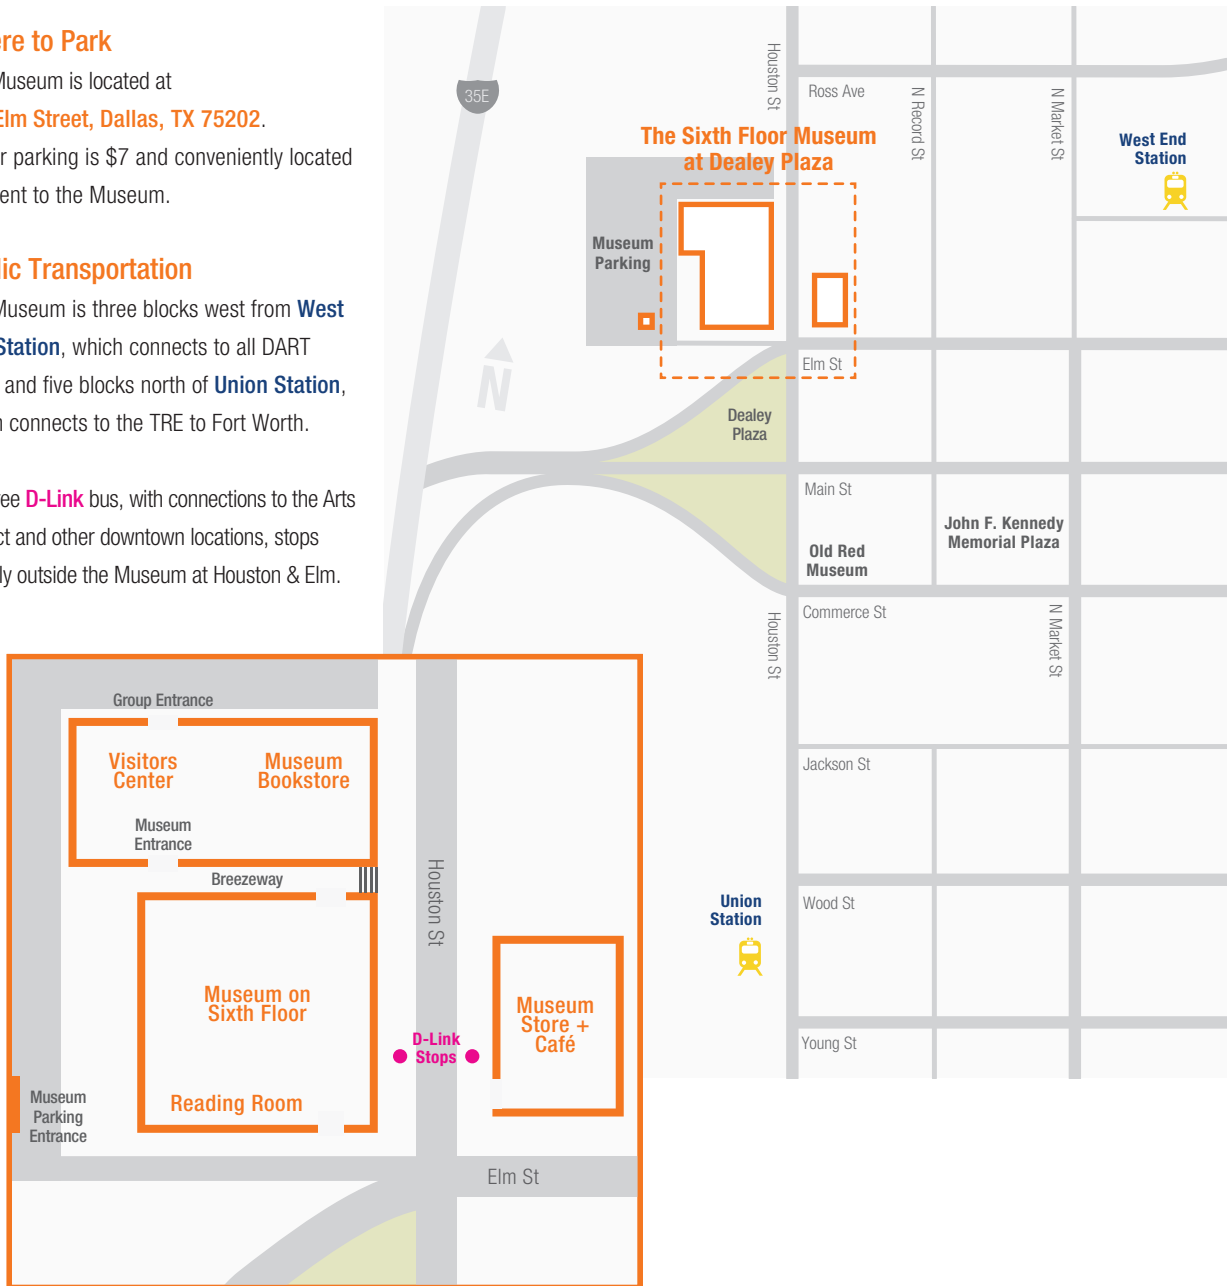 ere to Park
Museum is located at
Elm Street, Dallas, TX 75202.
r parking is $7 and conveniently located
ent to the Museum.
lic Transportation
Museum is three blocks west from West
Station, which connects to all DART
and five blocks north of Union Station,
h connects to the TRE to Fort Worth.
ree D-Link bus, with connections to the Arts
ct and other downtown locations, stops
ly outside the Museum at Houston & Elm.
35E
N
Houston St
Ross Ave
N Record St
N Market St
West End
Station
The Sixth Floor Museum
at Dealey Plaza
Museum
Parking
Elm St
Dealey
Plaza
Main St
Old Red
Museum
John F. Kennedy
Memorial Plaza
Commerce St
Houston St
N Market St
Jackson St
Union
Station
Wood St
Young St
Group Entrance
Visitors
Center
Museum
Bookstore
Museum
Entrance
Breezeway
Houston St
Museum on
Sixth Floor
Museum
Store +
Café
D-Link
Stops
Reading Room
Museum
Parking
Entrance
Elm St